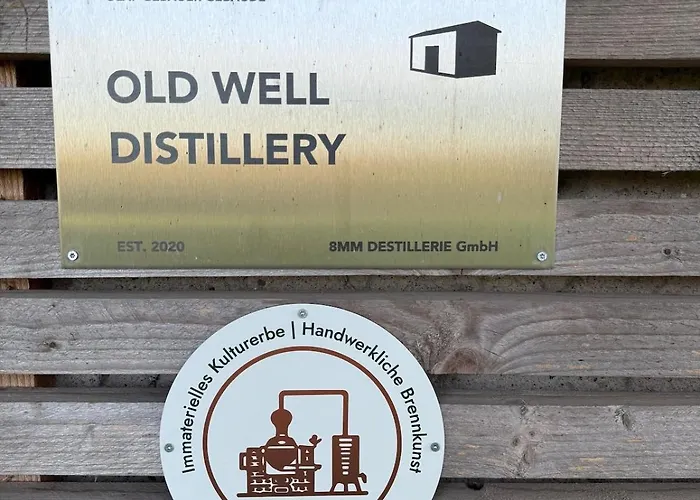 OLD WELL
DISTILLERY
EST. 2020
8MM DESTILLERIE GmbH
Immaterielles Kulturerbe | Handwerkliche Brennkunst